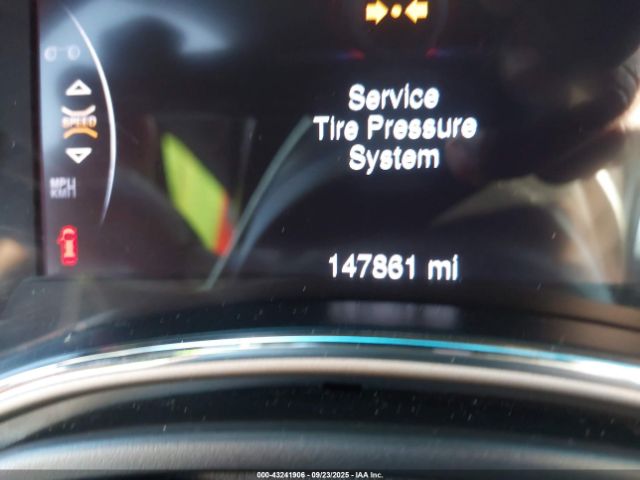 Service
Tire Pressure
System
SPEED
MPH
KM/H
147861 mi
000-43241906 - 09/23/2025 - IAA Inc.